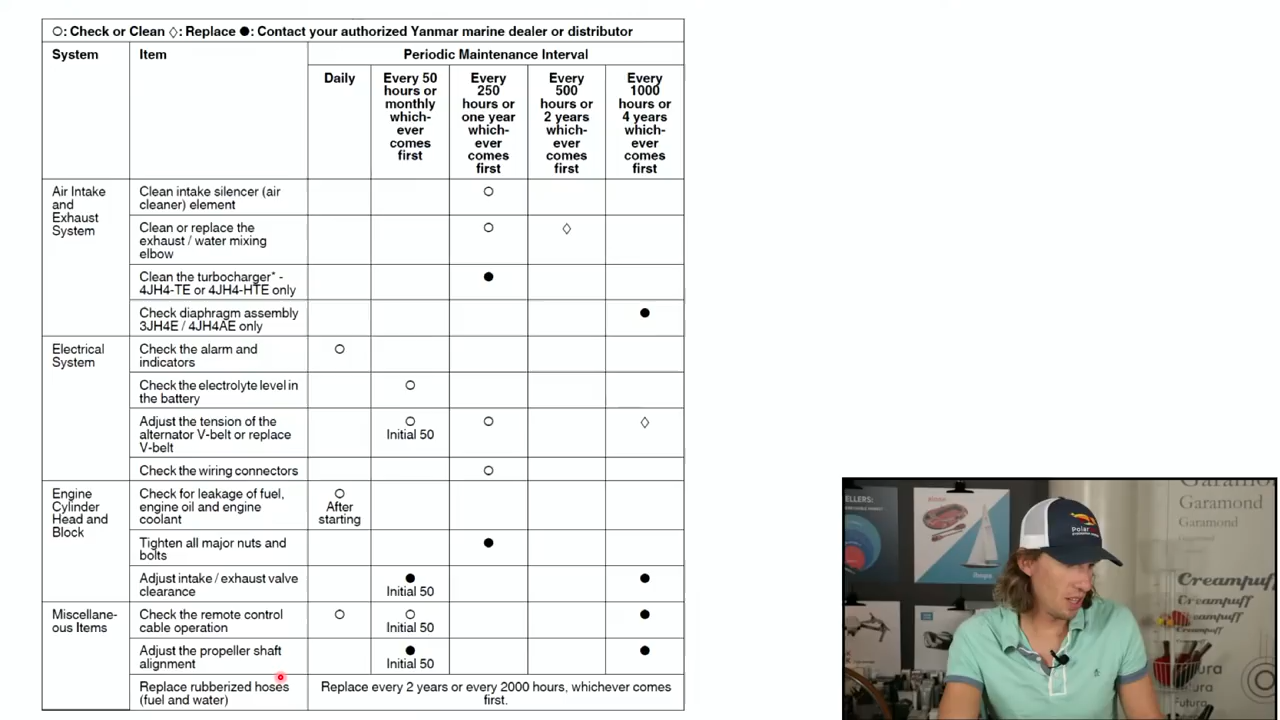 ○: Check or Clean ◊: Replace ●: Contact your authorized Yanmar marine dealer or distributor
System
Item
Periodic Maintenance Interval
Daily
Every 50
hours or
monthly
which-
ever
comes
first
Every
250
hours or
one year
which-
ever
comes
first
Every
500
hours or
2 years
which-
ever
comes
first
Every
1000
hours or
4 years
which-
ever
comes
first
Air Intake
and
Exhaust
System
Clean intake silencer (air
cleaner) element
○
Clean or replace the
exhaust / water mixing
elbow
○ ◊
Clean the turbocharger* -
4JH4-TE or 4JH4-HTE only
●
Check diaphragm assembly
3JH4E / 4JH4AE only
●
Electrical
System
Check the alarm and
indicators
○
Check the electrolyte level in
the battery
○
Adjust the tension of the
alternator V-belt or replace
V-belt
○
Initial 50
○ ◊
Check the wiring connectors
○
Engine
Cylinder
Head and
Block
Check for leakage of fuel,
engine oil and engine
coolant
○
After
starting
Tighten all major nuts and
bolts
●
Adjust intake / exhaust valve
clearance
●
Initial 50
●
Miscellane-
ous Items
Check the remote control
cable operation
○
○
Initial 50
●
Adjust the propeller shaft
alignment
●
Initial 50
●
Replace rubberized hoses
(fuel and water)
Replace every 2 years or every 2000 hours, whichever comes
first.
Garamond
Garamond
Garamond
Creampuff
Creampuff
Creampuff
Futura
Futura
Polar